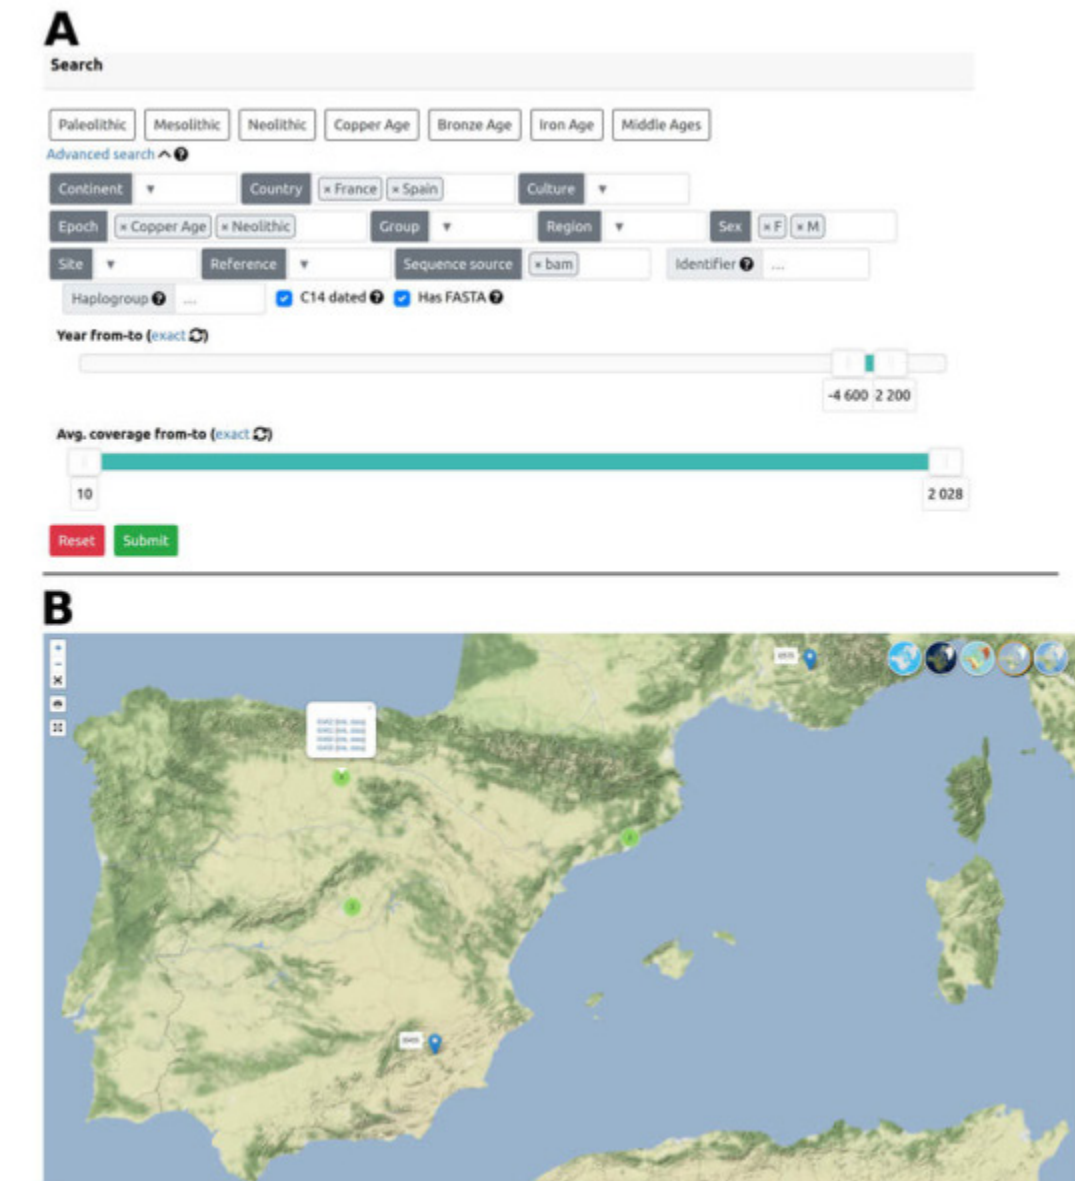 A
Search
Paleolithic Mesolithic Neolithic Copper Age Bronze Age Iron Age Middle Ages
Advanced search ?
Continent ▼ Country × France × Spain Culture ▼
Epoch × Copper Age × Neolithic Group ▼ Region ▼ Sex × F × M
Site ▼ Reference ▼ Sequence source × bam Identifier ? ...
Haplogroup ? ... C14 dated ? Has FASTA ?
Year from-to (exact)
-4 600 2 200
Avg. coverage from-to (exact)
10 2 028
Reset Submit
B